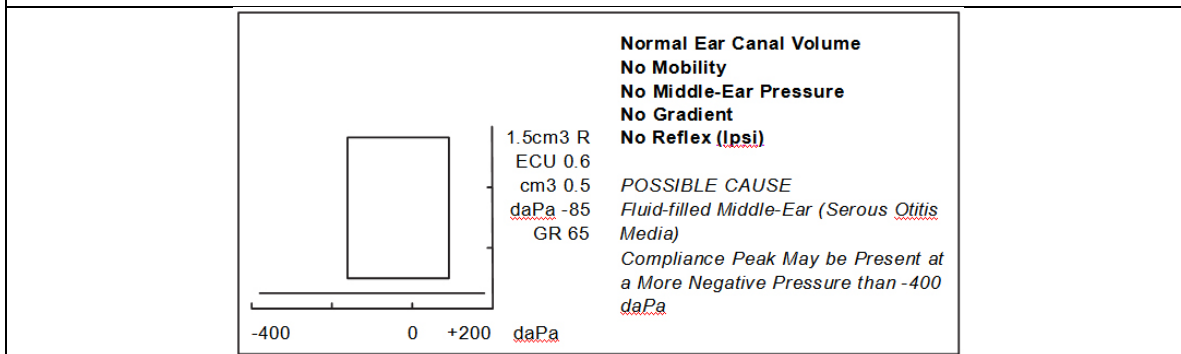 Normal Ear Canal Volume
No Mobility
No Middle-Ear Pressure
No Gradient
No Reflex (Ipsi)
1.5cm3 R
ECU 0.6
cm3 0.5
daPa -85
GR 65
POSSIBLE CAUSE
Fluid-filled Middle-Ear (Serous Otitis
Media)
Compliance Peak May be Present at
a More Negative Pressure than -400
daPa
-400 0 +200 daPa